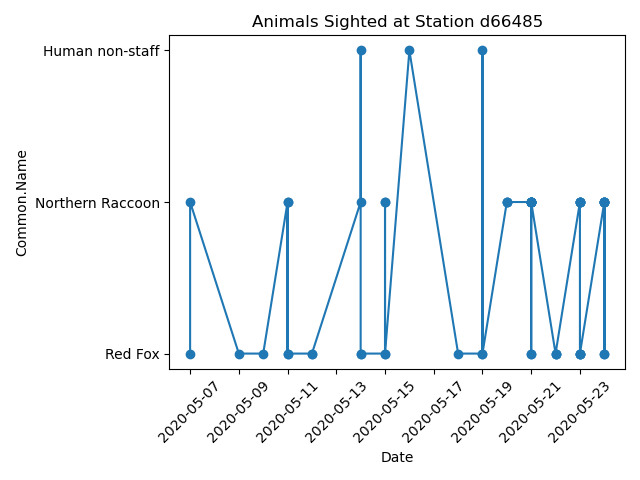 Animals Sighted at Station d66485
Human non-staff
Northern Raccoon
Red Fox
Common.Name
2020-05-07
2020-05-09
2020-05-11
2020-05-13
2020-05-15
2020-05-17
2020-05-19
2020-05-21
2020-05-23
Date